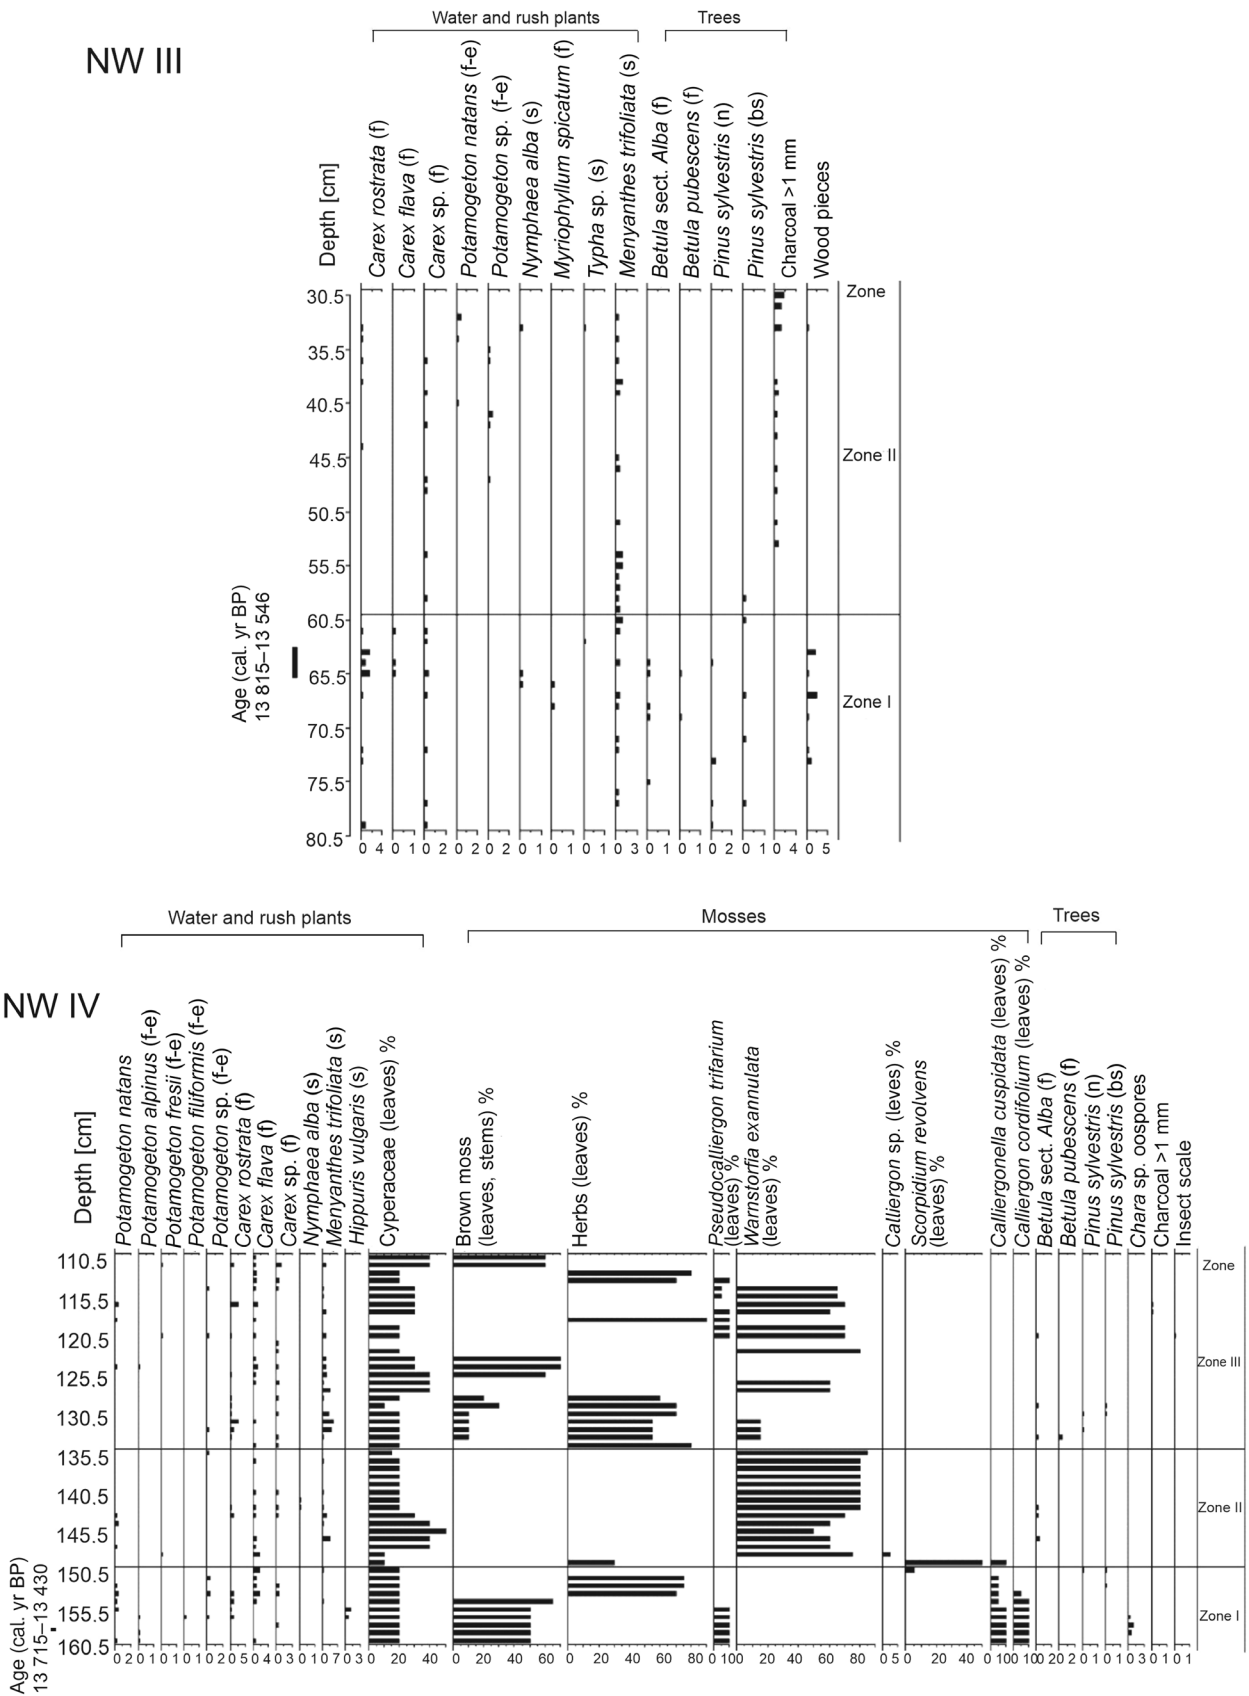 Water and rush plants
Trees
NW III
Depth [cm]
Carex rostrata (f)
Carex flava (f)
Carex sp. (f)
Potamogeton natans (f-e)
Potamogeton sp. (f-e)
Nymphaea alba (s)
Myriophyllum spicatum (f)
Typha sp. (s)
Menyanthes trifoliata (s)
Betula sect. Alba (f)
Betula pubescens (f)
Pinus sylvestris (n)
Pinus sylvestris (bs)
Charcoal >1 mm
Wood pieces
Zone
30.5
35.5
40.5
45.5
Zone II
50.5
55.5
60.5
65.5
Zone I
70.5
75.5
80.5
Age (cal. yr BP)
13 815–13 546
0 4 0 1 0 2 0 2 0 2 0 1 0 1 0 1 0 3 0 1 0 1 0 2 0 1 0 4 0 5
Water and rush plants
Mosses
Trees
NW IV
Depth [cm]
Potamogeton natans
Potamogeton alpinus (f-e)
Potamogeton fresii (f-e)
Potamogeton filiformis (f-e)
Potamogeton sp. (f-e)
Carex rostrata (f)
Carex flava (f)
Carex sp. (f)
Nymphaea alba (s)
Menyanthes trifoliata (s)
Hippuris vulgaris (s)
Cyperaceae (leaves) %
Brown moss
(leaves, stems) %
Herbs (leaves) %
Pseudocalliergon trifarium
(leaves) %
Warnstorfia exannulata
(leaves) %
Calliergon sp. (leves) %
Scorpidium revolvens
(leaves) %
Calliergonella cuspidata (leaves) %
Calliergon cordifolium (leaves) %
Betula sect. Alba (f)
Betula pubescens (f)
Pinus sylvestris (n)
Pinus sylvestris (bs)
Chara sp. oospores
Charcoal >1 mm
Insect scale
Zone
110.5
115.5
120.5
Zone III
125.5
130.5
135.5
140.5
Zone II
145.5
150.5
155.5
Zone I
160.5
Age (cal. yr BP)
13 715–13 430
0 2 0 1 0 1 0 1 0 2 0 5 0 4 0 3 0 1 0 7 0 3 0 20 40 0 20 40 60 0 20 40 60 80 0 100 20 40 60 80 0 5 0 20 40 0 100 10 0 2 0 2 0 1 0 1 0 3 0 1 0 1